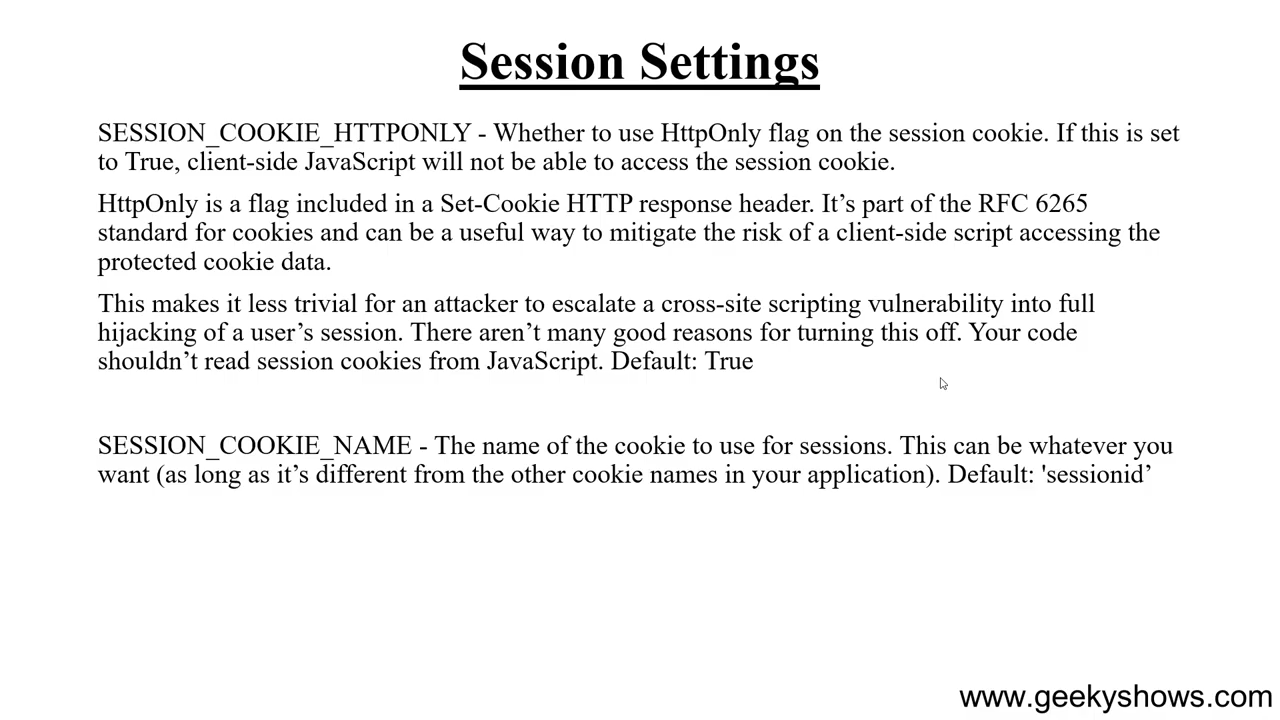 Session Settings
SESSION_COOKIE_HTTPONLY - Whether to use HttpOnly flag on the session cookie. If this is set
to True, client-side JavaScript will not be able to access the session cookie.
HttpOnly is a flag included in a Set-Cookie HTTP response header. It’s part of the RFC 6265
standard for cookies and can be a useful way to mitigate the risk of a client-side script accessing the
protected cookie data.
This makes it less trivial for an attacker to escalate a cross-site scripting vulnerability into full
hijacking of a user’s session. There aren’t many good reasons for turning this off. Your code
shouldn’t read session cookies from JavaScript. Default: True
SESSION_COOKIE_NAME - The name of the cookie to use for sessions. This can be whatever you
want (as long as it’s different from the other cookie names in your application). Default: 'sessionid’
www.geekyshows.com